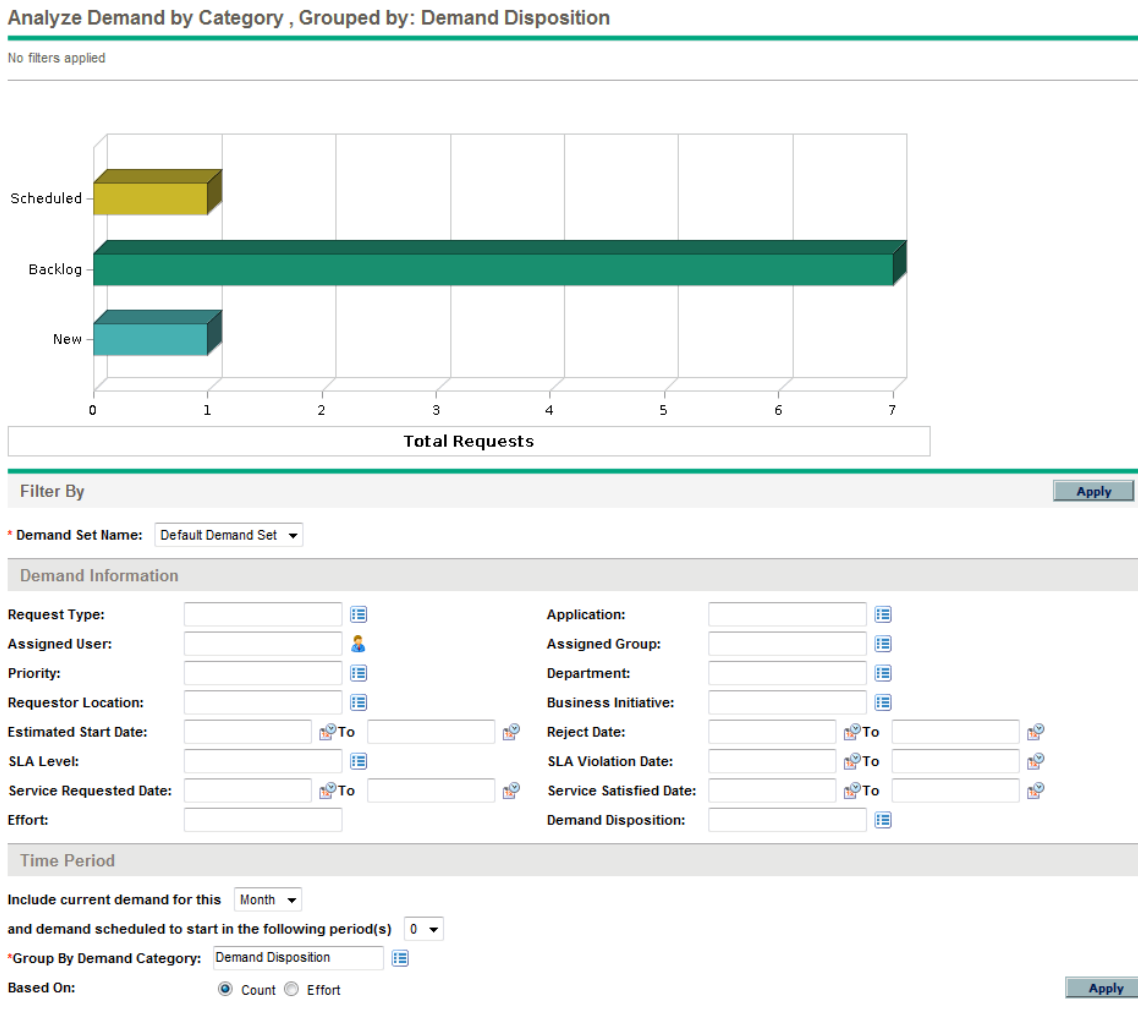 Analyze Demand by Category , Grouped by: Demand Disposition
No filters applied
Scheduled
Backlog
New
0 1 2 3 4 5 6 7
Total Requests
Filter By Apply
* Demand Set Name: Default Demand Set
Demand Information
Request Type: Application:
Assigned User: Assigned Group:
Priority: Department:
Requestor Location: Business Initiative:
Estimated Start Date: To Reject Date: To
SLA Level: SLA Violation Date: To
Service Requested Date: To Service Satisfied Date: To
Effort: Demand Disposition:
Time Period
Include current demand for this Month
and demand scheduled to start in the following period(s) 0
*Group By Demand Category: Demand Disposition
Based On: Count Effort Apply